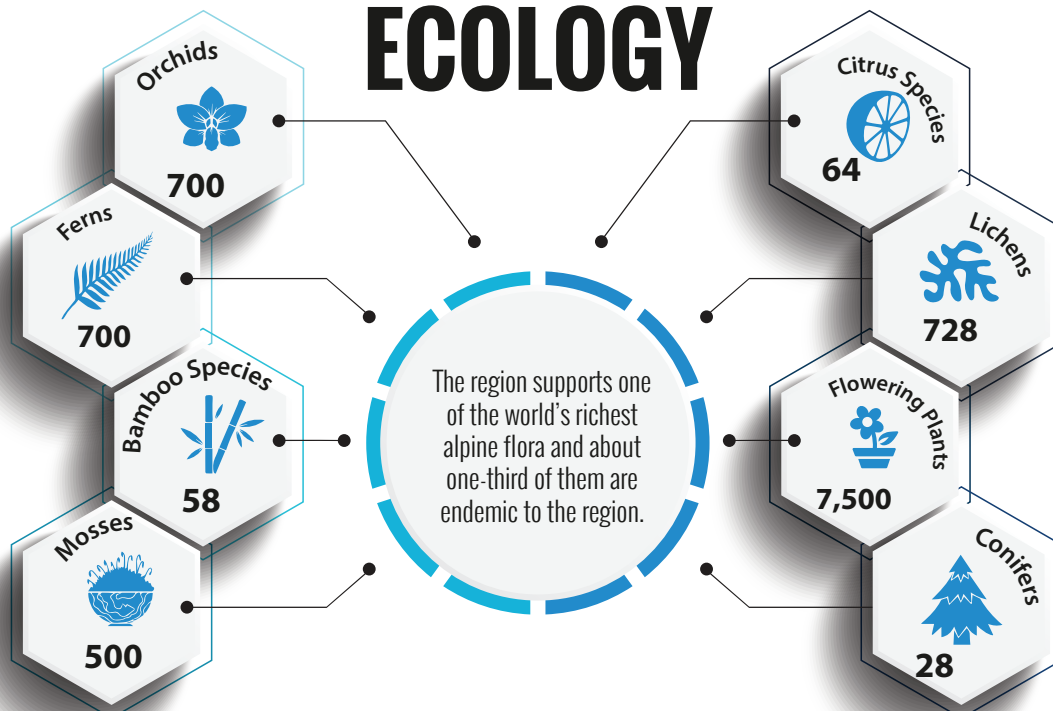 ECOLOGY
Orchids
700
Ferns
700
Bamboo Species
58
Mosses
500
The region supports one
of the world’s richest
alpine flora and about
one-third of them are
endemic to the region.
Citrus Species
64
Lichens
728
Flowering Plants
7,500
Conifers
28